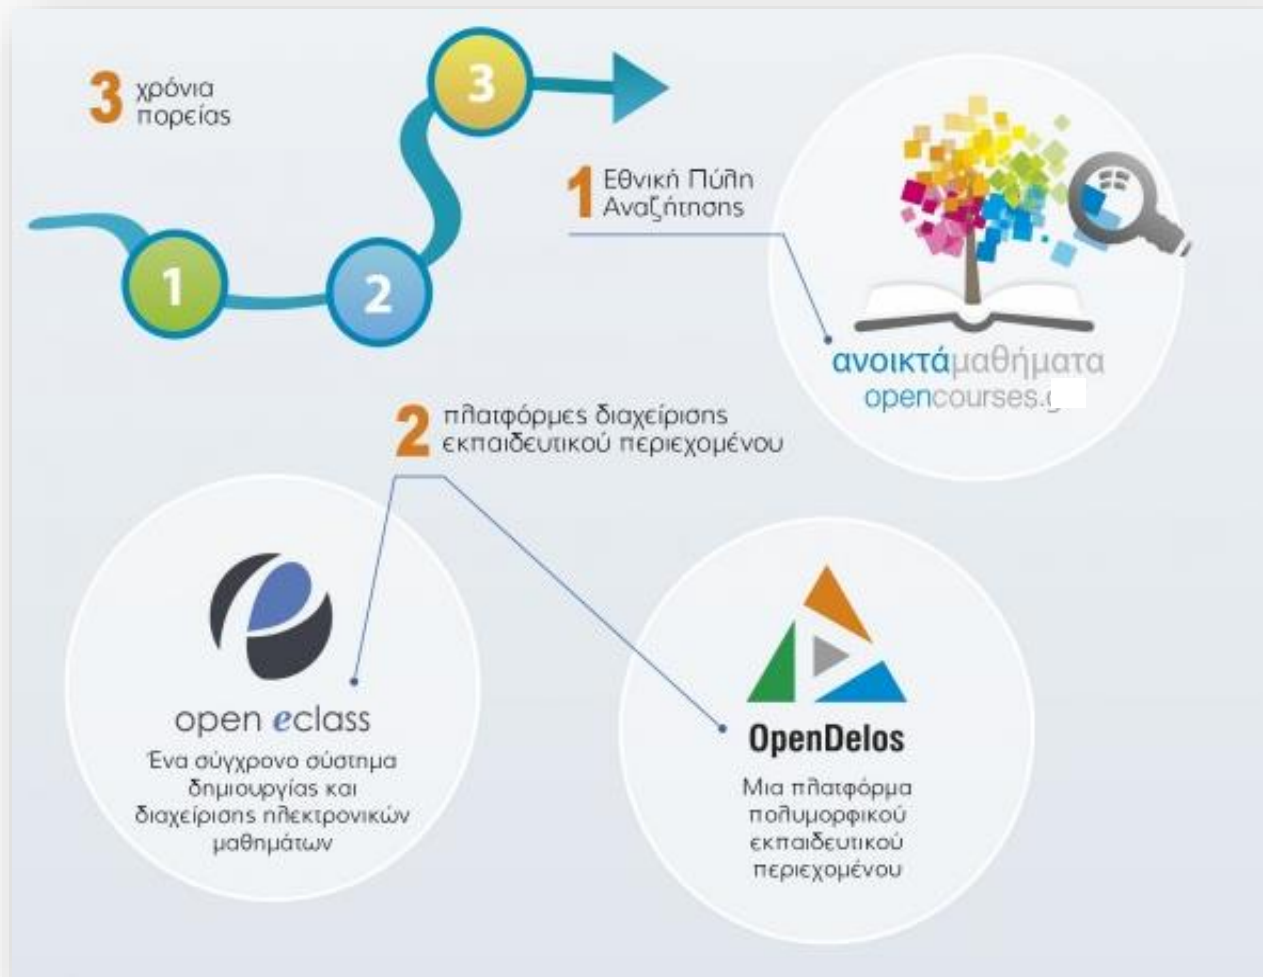 3 χρόνια
πορείας
1
2
3
1 Εθνική Πύλη
Αναζήτησης
ανοικτάμαθήματα
2 πλατφόρμες διαχείρισης
εκπαιδευτικού περιεχομένου
open eclass
Ένα σύγχρονο σύστημα
δημιουργίας και
διαχείρισης ηλεκτρονικών
μαθημάτων
OpenDelos
Μια πλατφόρμα
πολυμορφικού
εκπαιδευτικού
περιεχομένου